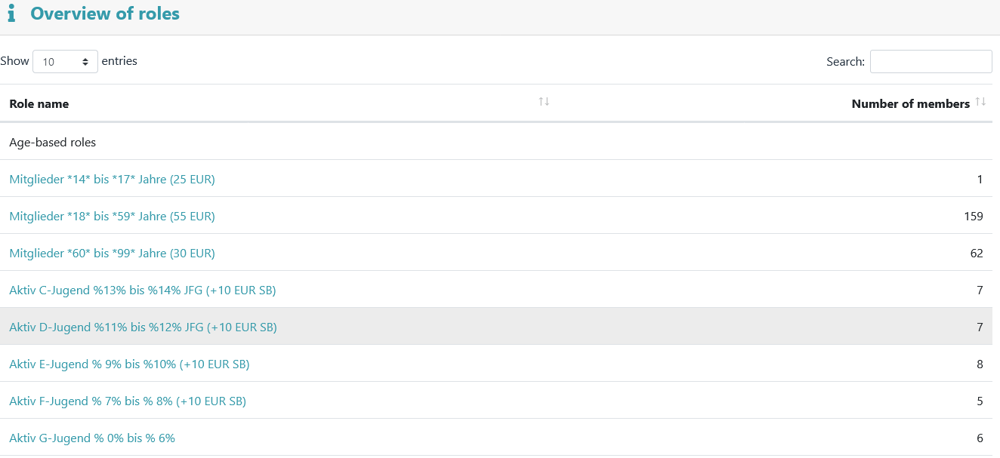 Overview of roles
Show 10 entries Search:
Role name Number of members
Age-based roles
Mitglieder *14* bis *17* Jahre (25 EUR) 1
Mitglieder *18* bis *59* Jahre (55 EUR) 159
Mitglieder *60* bis *99* Jahre (30 EUR) 62
Aktiv C-Jugend %13% bis %14% JFG (+10 EUR SB) 7
Aktiv D-Jugend %11% bis %12% JFG (+10 EUR SB) 7
Aktiv E-Jugend % 9% bis %10% (+10 EUR SB) 8
Aktiv F-Jugend % 7% bis % 8% (+10 EUR SB) 5
Aktiv G-Jugend % 0% bis % 6% 6